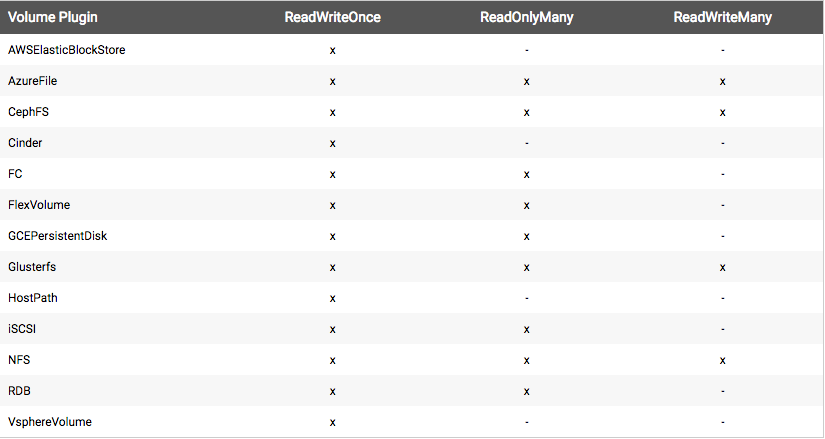 Volume Plugin ReadWriteOnce ReadOnlyMany ReadWriteMany
AWSElasticBlockStore x - -
AzureFile x x x
CephFS x x x
Cinder x - -
FC x x -
FlexVolume x x -
GCEPersistentDisk x x -
Glusterfs x x x
HostPath x - -
iSCSI x x -
NFS x x x
RDB x x -
VsphereVolume x - -